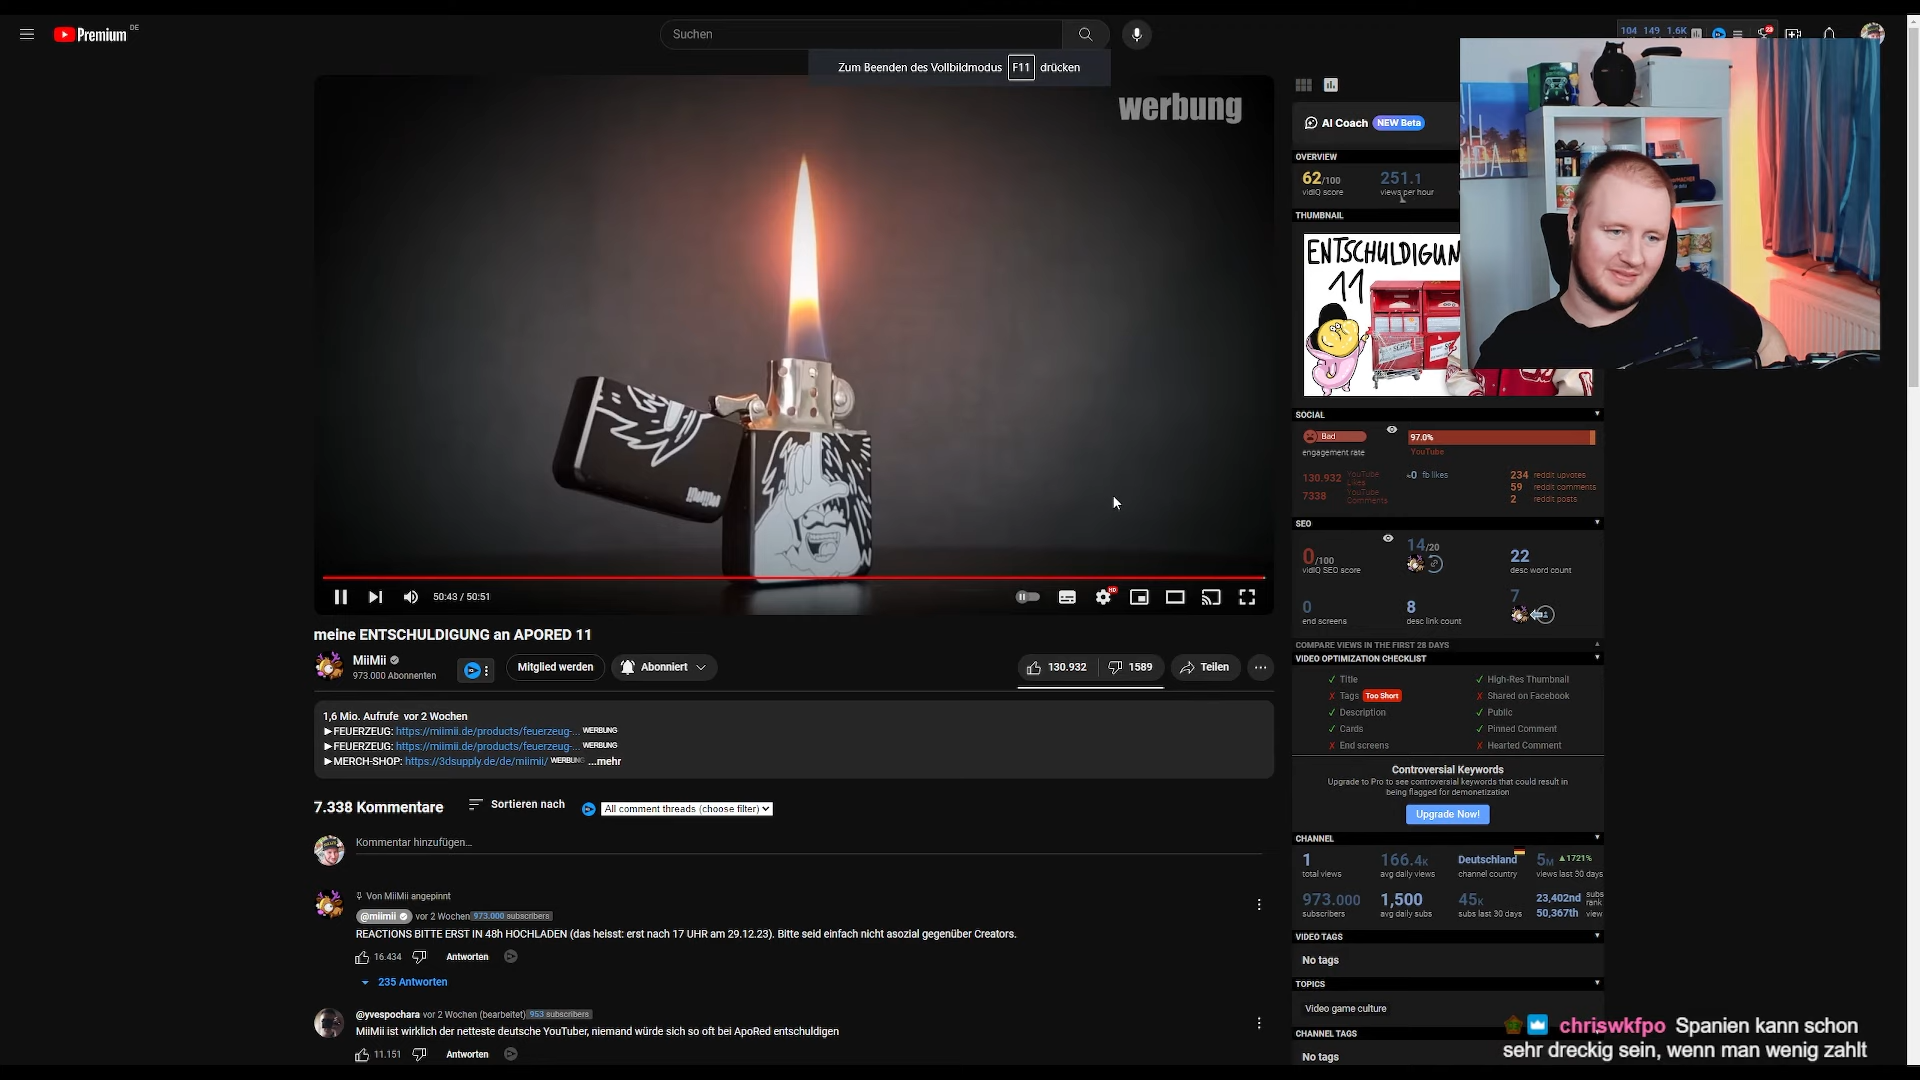 Premium DE
Suchen
104 149 1.6K
Zum Beenden des Vollbildmodus F11 drücken
werbung
AI Coach NEW Beta
OVERVIEW
62/100
vidIQ score
251.1
views per hour
THUMBNAIL
ENTSCHULDIGUN
11
SOCIAL
Bad
engagement rate
97.0%
YouTube
130.932 YouTube Likes
7338 YouTube Comments
0 fb likes
234 reddit upvotes
59 reddit comments
2 reddit posts
SEO
0/100
vidIQ SEO score
14/20
22
desc word count
0
end screens
8
desc link count
7
COMPARE VIEWS IN THE FIRST 28 DAYS
VIDEO OPTIMIZATION CHECKLIST
✓ Title
✓ High-Res Thumbnail
✗ Tags Too Short
✗ Shared on Facebook
✓ Description
✓ Public
✓ Cards
✓ Pinned Comment
✗ End screens
✗ Hearted Comment
Controversial Keywords
Upgrade to Pro to see controversial keywords that could result in
being flagged for demonetization
Upgrade Now!
CHANNEL
1
total views
166.4K
avg daily views
Deutschland
channel country
5M ▲1721%
views last 30 days
973.000
subscribers
1,500
avg daily subs
45K
subs last 30 days
23,402nd subs rank
50,367th view
VIDEO TAGS
No tags
TOPICS
Video game culture
CHANNEL TAGS
No tags
50:43 / 50:51
HD
meine ENTSCHULDIGUNG an APORED 11
MiiMii
973.000 Abonnenten
Mitglied werden
Abonniert
130.932
1589
Teilen
1,6 Mio. Aufrufe vor 2 Wochen
▶FEUERZEUG: https://miimii.de/products/feuerzeug-... WERBUNG
▶FEUERZEUG: https://miimii.de/products/feuerzeug-... WERBUNG
▶MERCH-SHOP: https://3dsupply.de/de/miimii/ WERBUNG ...mehr
7.338 Kommentare
Sortieren nach
All comment threads (choose filter)
Kommentar hinzufügen...
Von MiiMii angepinnt
@miimii vor 2 Wochen 973.000 subscribers
REACTIONS BITTE ERST IN 48h HOCHLADEN (das heisst: erst nach 17 UHR am 29.12.23). Bitte seid einfach nicht asozial gegenüber Creators.
16.434
Antworten
235 Antworten
@yvespochara vor 2 Wochen (bearbeitet) 953 subscribers
MiiMii ist wirklich der netteste deutsche YouTuber, niemand würde sich so oft bei ApoRed entschuldigen
11.151
Antworten
chriswkfpo Spanien kann schon
sehr dreckig sein, wenn man wenig zahlt